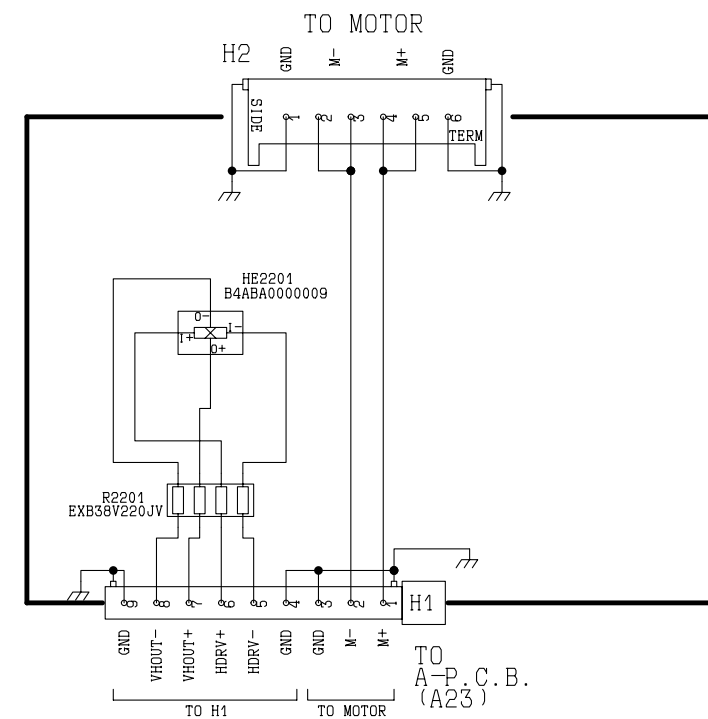 TO MOTOR
H2
GND
M-
M+
GND
SIDE
1
2
3
4
5
6
TERM
HE2201
B4ABA0000009
O-
I-
I+
O+
R2201
EXB38V220JV
9
8
7
6
5
4
3
2
1
H1
GND
VHOUT-
VHOUT+
HDRV+
HDRV-
GND
GND
M-
M+
TO
A-P.C.B.
(A23)
TO H1
TO MOTOR